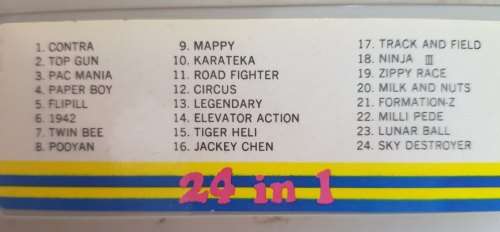 1. CONTRA
2. TOP GUN
3. PAC MANIA
4. PAPER BOY
5. FLIPILL
6. 1942
7. TWIN BEE
8. POOYAN
9. MAPPY
10. KARATEKA
11. ROAD FIGHTER
12. CIRCUS
13. LEGENDARY
14. ELEVATOR ACTION
15. TIGER HELI
16. JACKEY CHEN
17. TRACK AND FIELD
18. NINJA III
19. ZIPPY RACE
20. MILK AND NUTS
21. FORMATION-Z
22. MILLI PEDE
23. LUNAR BALL
24. SKY DESTROYER
24 in 1